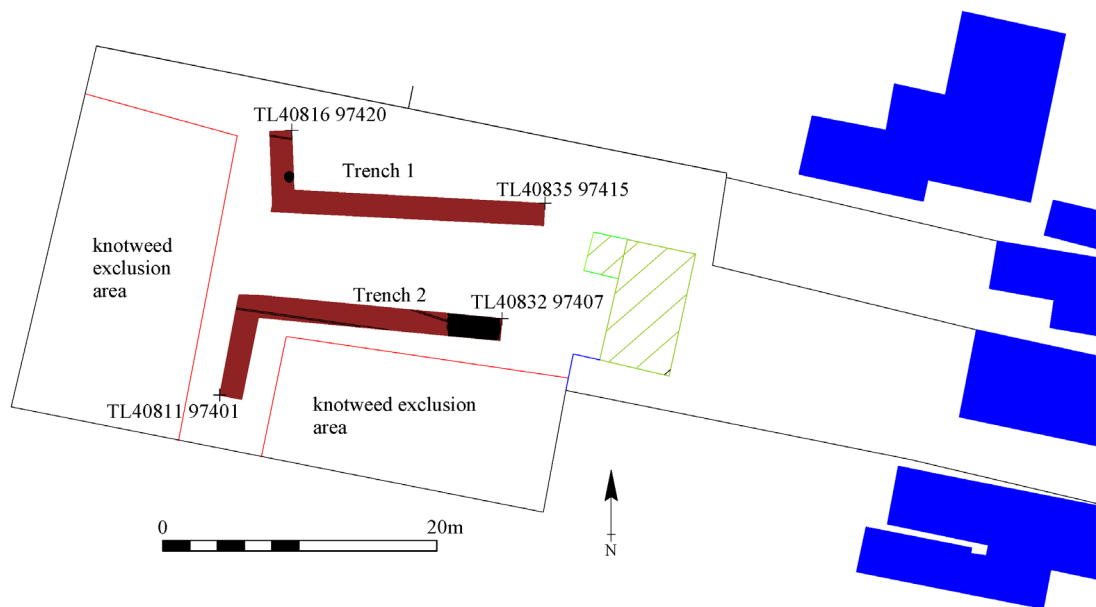 TL40816 97420
Trench 1
TL40835 97415
knotweed
exclusion
area
Trench 2
TL40832 97407
TL40811 97401
knotweed exclusion
area
0
20m
N